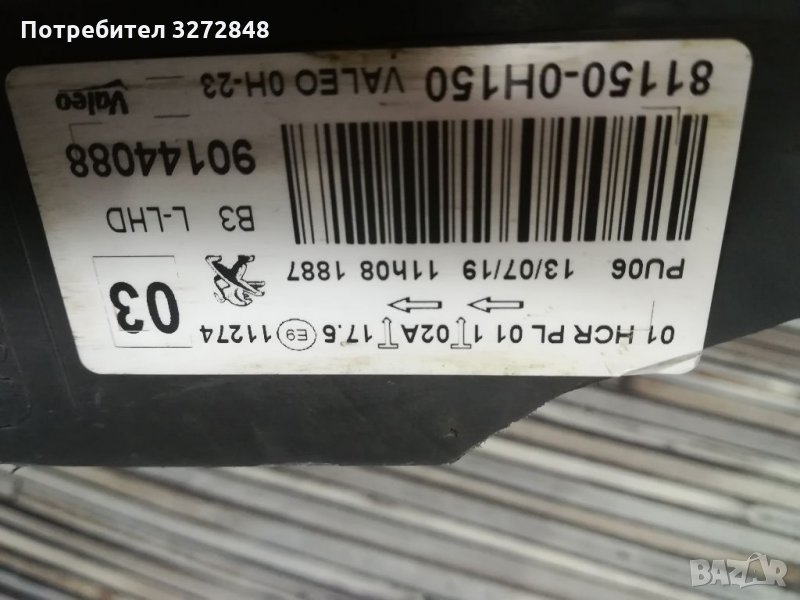 Потребител 3272848
81150-0H150 VALEO 0H-23 Valeo
90144088
B3 L-LHD
PU06 13/07/19 11h08 1887
03
01 HCR PL 01 1 02A 17.5 E9 11274
BAZAR